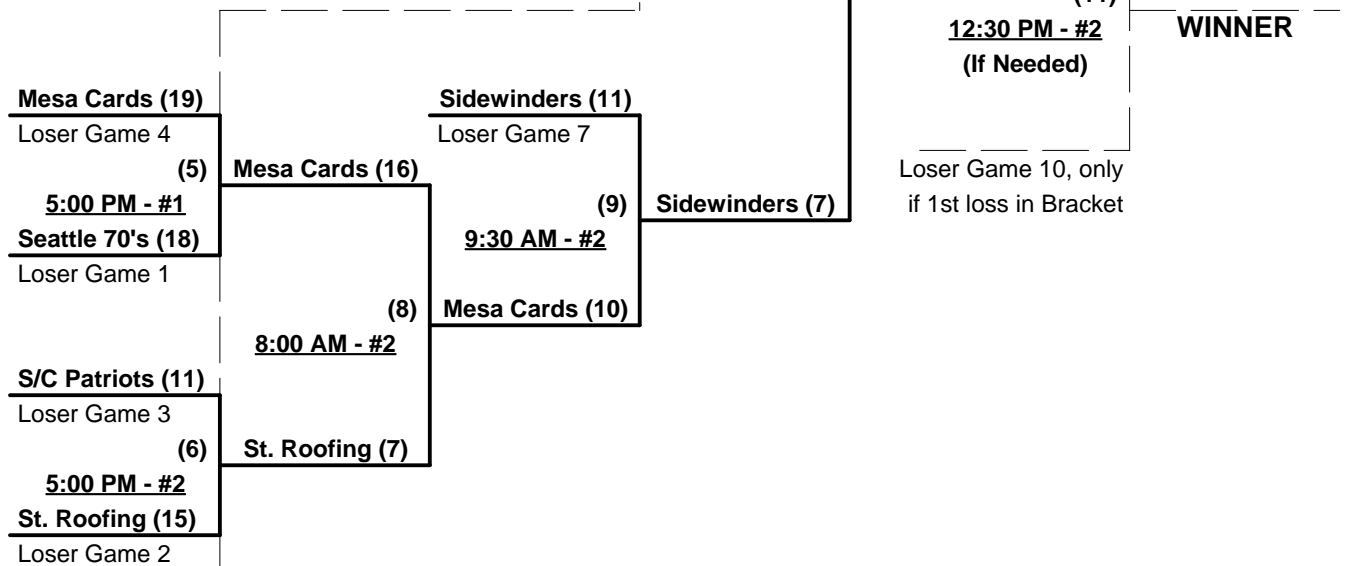 12:30 PM - #2
WINNER
(If Needed)
Mesa Cards (19)
Sidewinders (11)
Loser Game 4
Loser Game 7
(5)
Mesa Cards (16)
Loser Game 10, only
if 1st loss in Bracket
5:00 PM - #1
(9)
Sidewinders (7)
Seattle 70's (18)
9:30 AM - #2
Loser Game 1
(8)
Mesa Cards (10)
8:00 AM - #2
S/C Patriots (11)
Loser Game 3
(6)
St. Roofing (7)
5:00 PM - #2
St. Roofing (15)
Loser Game 2